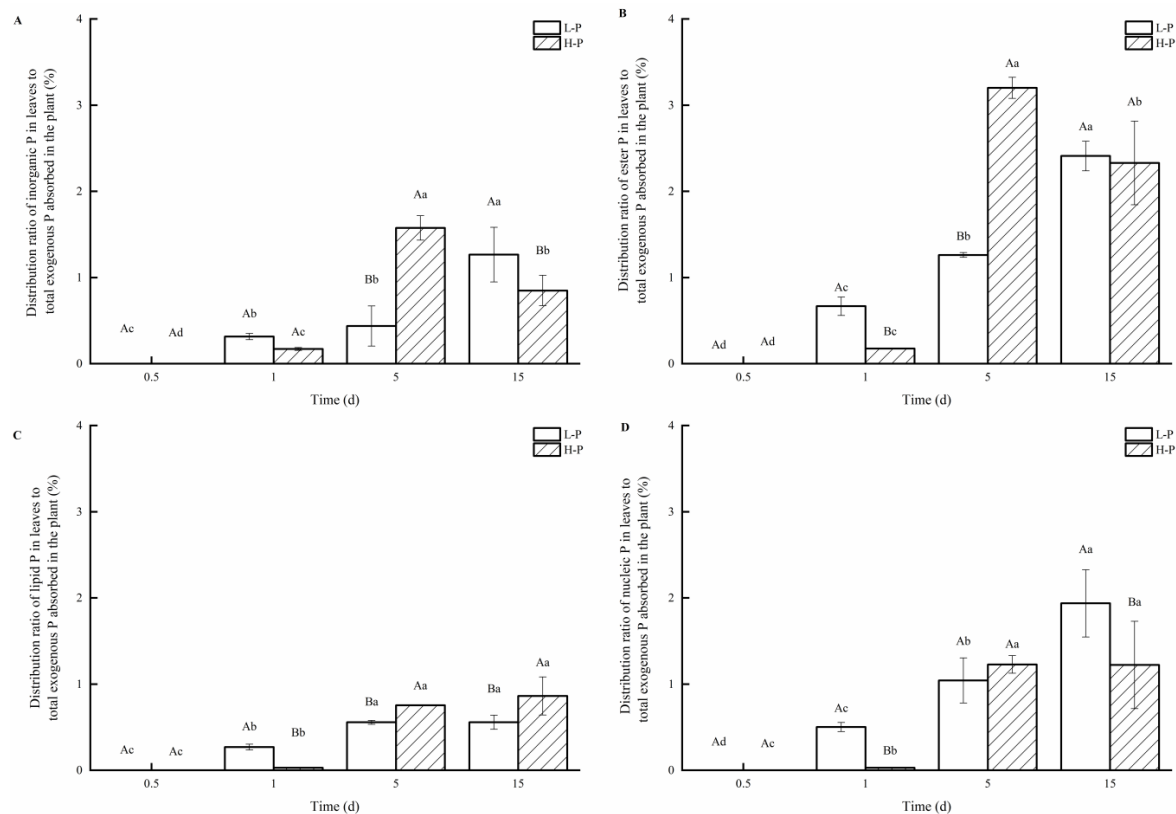 A
Distribution ratio of inorganic P in leaves to
total exogenous P absorbed in the plant (%)
4
3
2
1
0
L-P
H-P
Ac
Ad
Ab
Ac
Bb
Aa
Aa
Bb
0.5
1
5
15
Time (d)
B
Distribution ratio of ester P in leaves to
total exogenous P absorbed in the plant (%)
4
3
2
1
0
L-P
H-P
Ad
Ad
Ac
Bc
Bb
Aa
Aa
Ab
0.5
1
5
15
Time (d)
C
Distribution ratio of lipid P in leaves to
total exogenous P absorbed in the plant (%)
4
3
2
1
0
L-P
H-P
Ac
Ac
Ab
Bb
Ba
Aa
Ba
Aa
0.5
1
5
15
Time (d)
D
Distribution ratio of nucleic P in leaves to
total exogenous P absorbed in the plant (%)
4
3
2
1
0
L-P
H-P
Ad
Ac
Ac
Bb
Ab
Aa
Aa
Ba
0.5
1
5
15
Time (d)